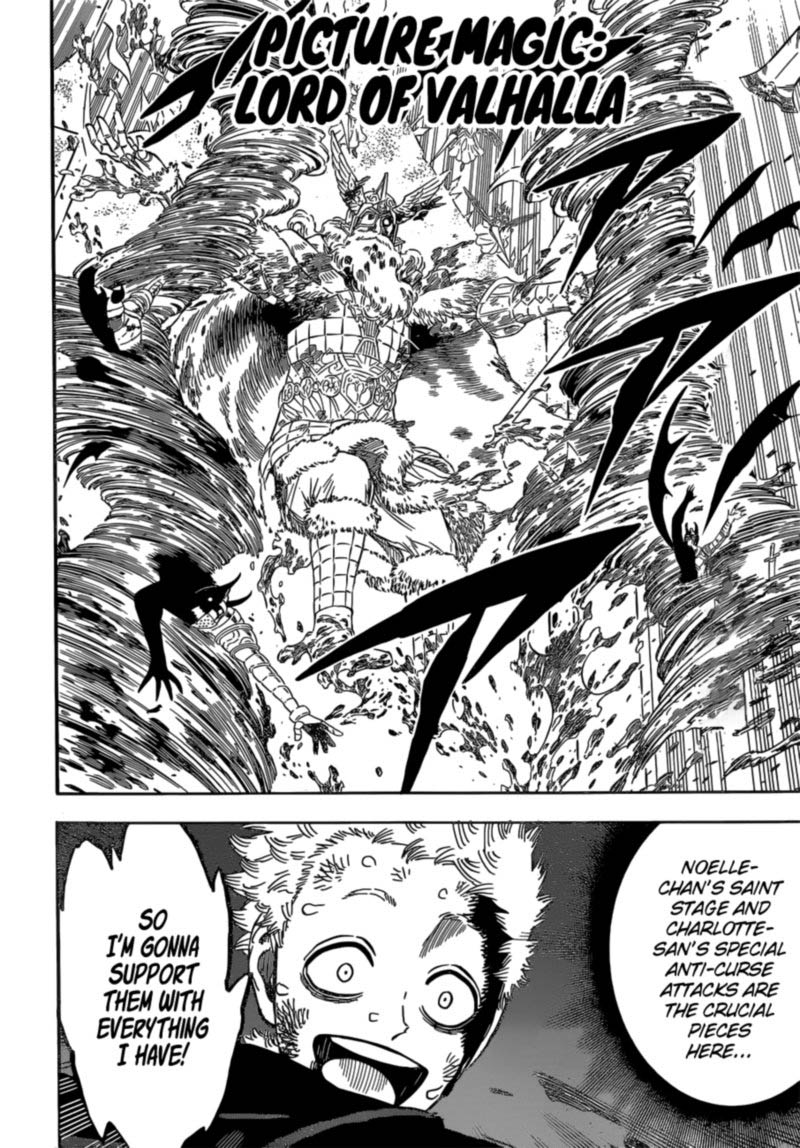 PICTURE MAGIC:
LORD OF VALHALLA
NOELLE-
CHAN'S SAINT
STAGE AND
CHARLOTTE-
SAN'S SPECIAL
ANTI-CURSE
ATTACKS ARE
THE CRUCIAL
PIECES
HERE...
SO
I'M GONNA
SUPPORT
THEM WITH
EVERYTHING
I HAVE!